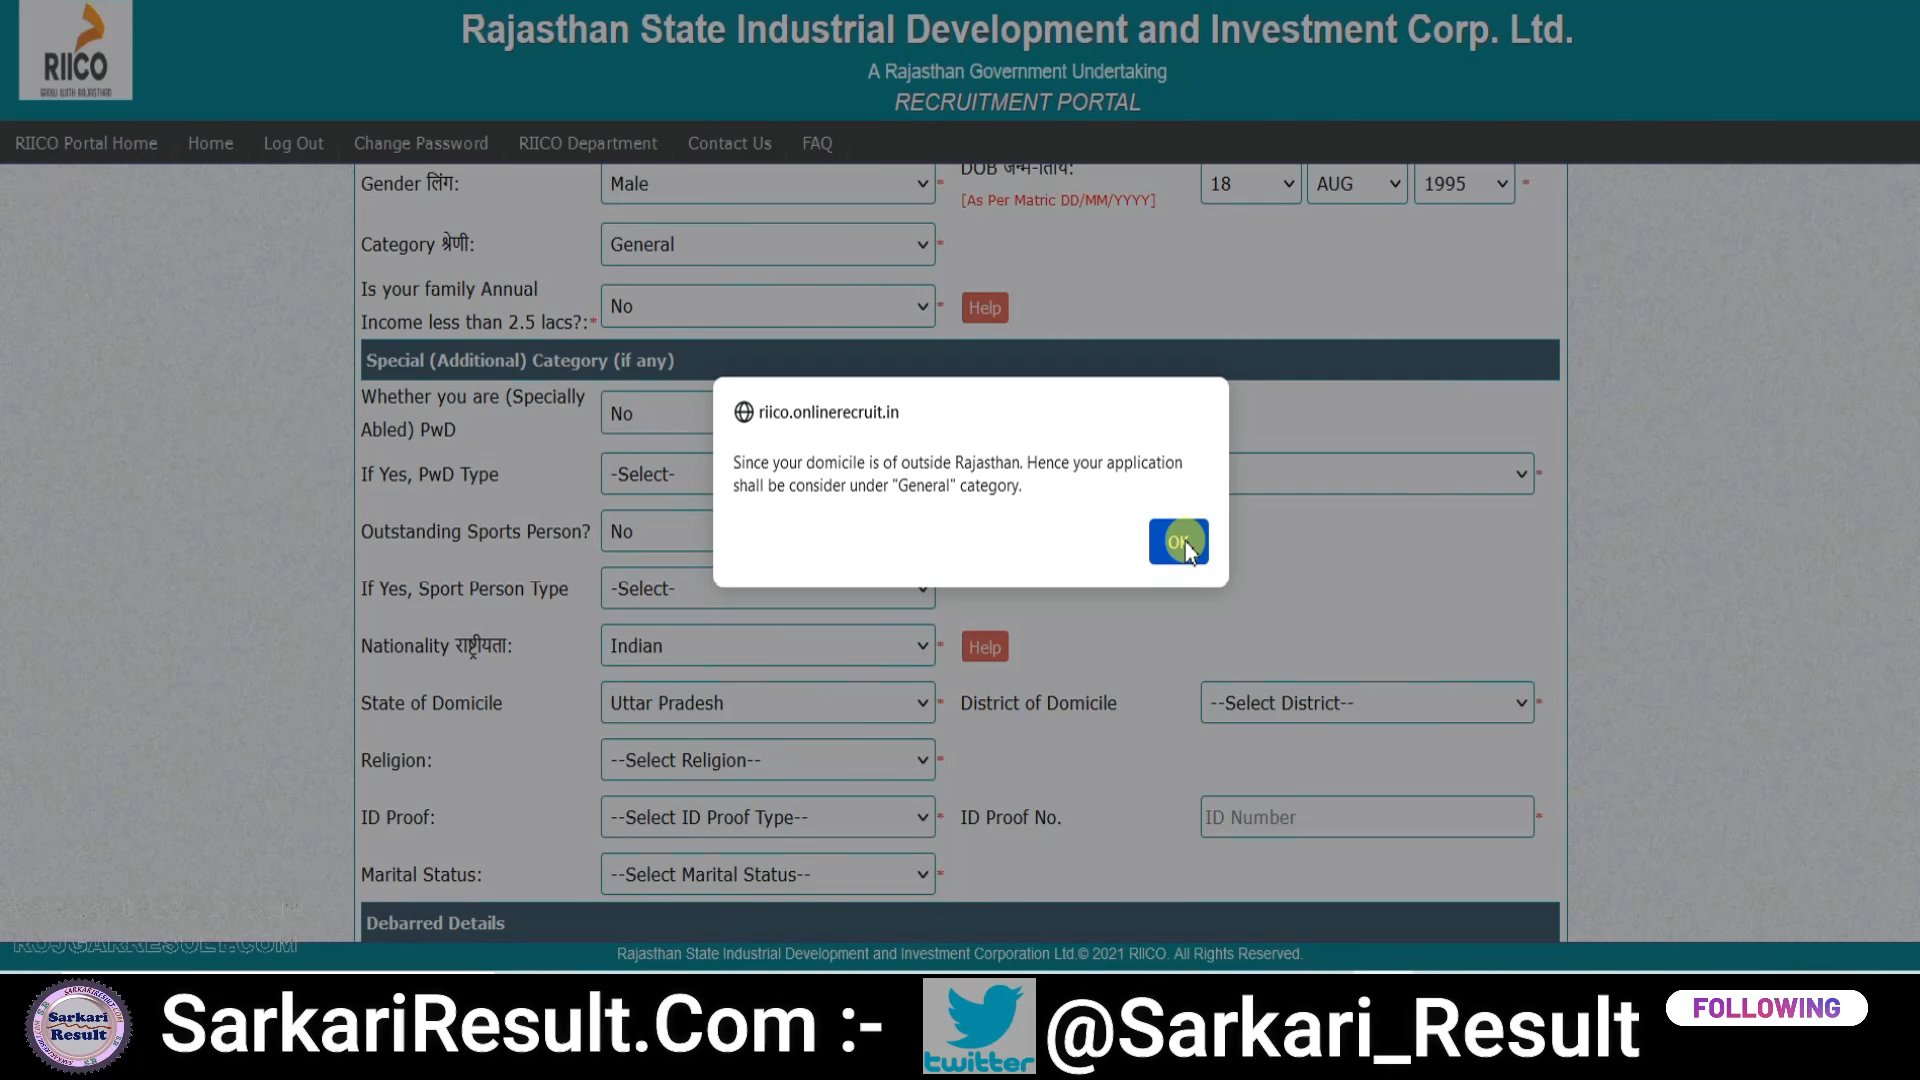 RIICO
GROW WITH RAJASTHAN
Rajasthan State Industrial Development and Investment Corp. Ltd.
A Rajasthan Government Undertaking
RECRUITMENT PORTAL
RIICO Portal Home Home Log Out Change Password RIICO Department Contact Us FAQ
Gender लिंग: Male * DOB जन्म-तिथि: 18 AUG 1995 *
[As Per Matric DD/MM/YYYY]
Category श्रेणी: General *
Is your family Annual
Income less than 2.5 lacs?:* No * Help
Special (Additional) Category (if any)
Whether you are (Specially
Abled) PwD No
If Yes, PwD Type -Select- *
Outstanding Sports Person? No
If Yes, Sport Person Type -Select-
riico.onlinerecruit.in
Since your domicile is of outside Rajasthan. Hence your application
shall be consider under "General" category.
OK
Nationality राष्ट्रीयता: Indian * Help
State of Domicile Uttar Pradesh * District of Domicile --Select District-- *
Religion: --Select Religion-- *
ID Proof: --Select ID Proof Type-- * ID Proof No. ID Number *
Marital Status: --Select Marital Status-- *
Debarred Details
ROJGARRESULT.COM
Rajasthan State Industrial Development and Investment Corporation Ltd.© 2021 RIICO. All Rights Reserved.
Sarkari
Result
SarkariResult.Com :-
twitter
@Sarkari_Result
FOLLOWING